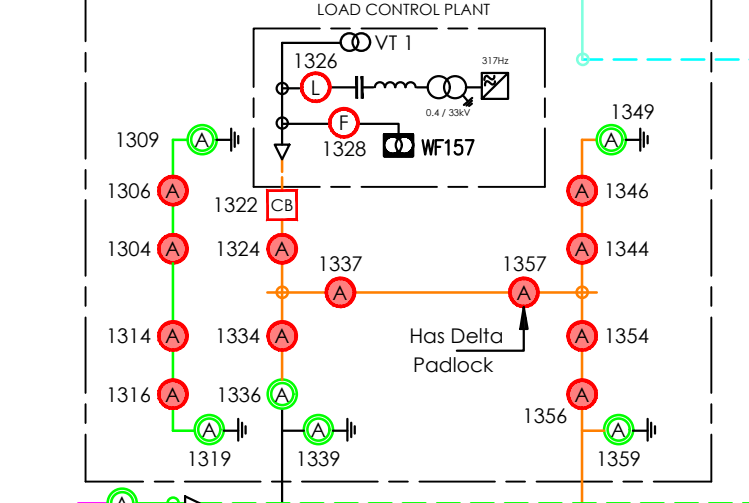 LOAD CONTROL PLANT
VT 1
1326
317Hz
L
0.4 / 33kV
F
1328
WF157
1309
A
A
1349
1306
A
A
1346
1322
CB
1304
A
1324
A
A
1344
1337
1357
A
A
1314
A
1334
A
Has Delta
Padlock
A
1354
1316
A
1336
A
A
1356
A
1319
A
1339
A
1359
A